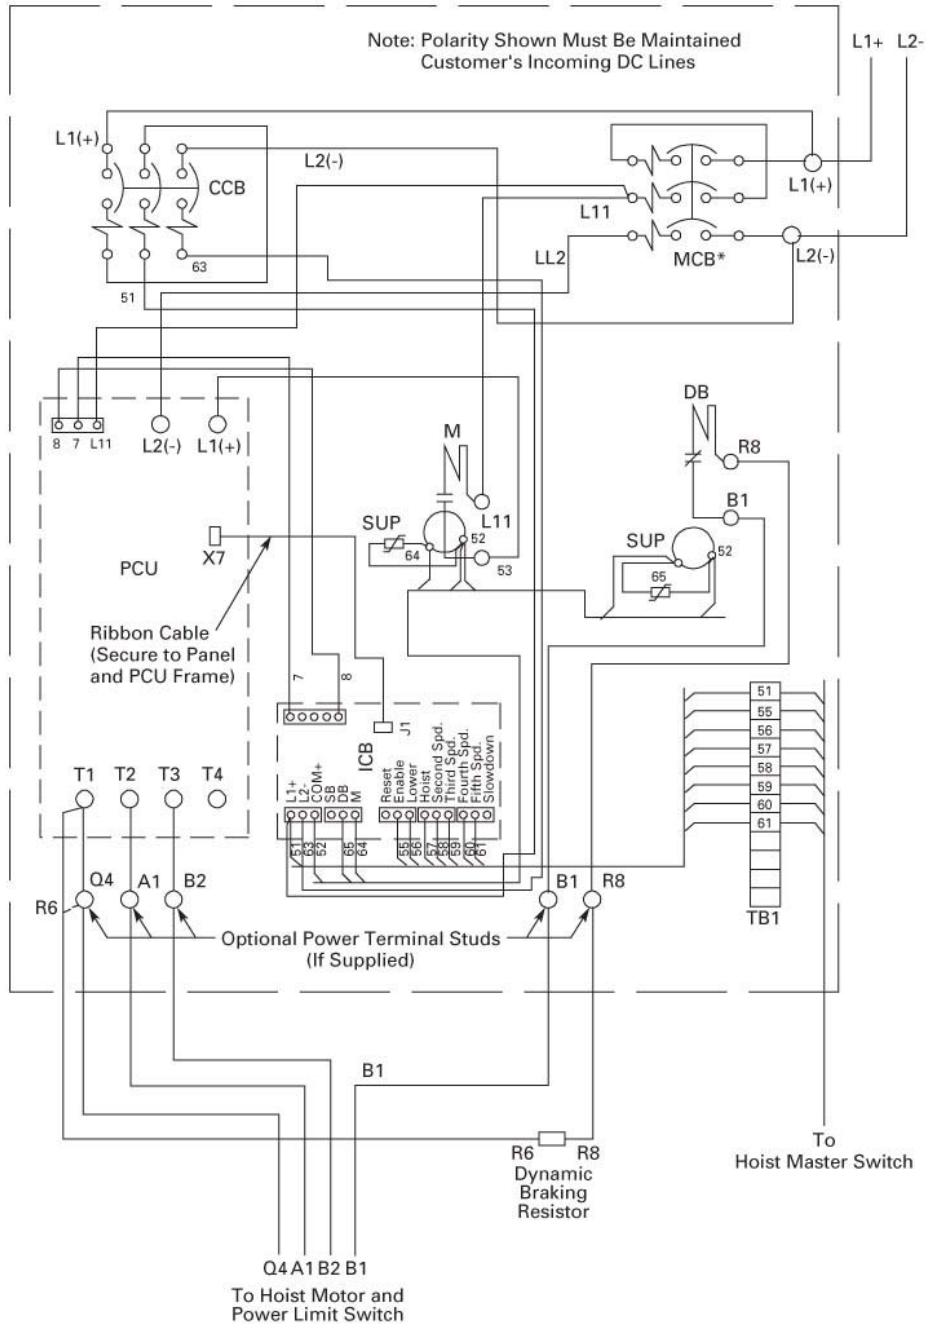 Note: Polarity Shown Must Be Maintained
Customer's Incoming DC Lines
L1+ L2-
L1(+)
L2(-)
CCB
L1(+)
L11
LL2
MCB*
L2(-)
63
51
DB
M
R8
8 7 L11
L2(-) L1(+)
B1
L11
SUP
52
64
53
SUP
52
65
X7
PCU
Ribbon Cable
(Secure to Panel
and PCU Frame)
7
8
J1
ICB
51
55
56
57
58
59
60
61
TB1
T1 T2 T3 T4
L1+
L2-
COM+
SB
DB
M
Reset
Enable
Lower
Hoist
Second Spd.
Third Spd.
Fourth Spd.
Fifth Spd.
Slowdown
51
63
52
65
64
55
56
57
58
59
60
61
R6
Q4 A1 B2
B1 R8
Optional Power Terminal Studs
(If Supplied)
B1
R6 R8
Dynamic
Braking
Resistor
To
Hoist Master Switch
Q4 A1 B2 B1
To Hoist Motor and
Power Limit Switch